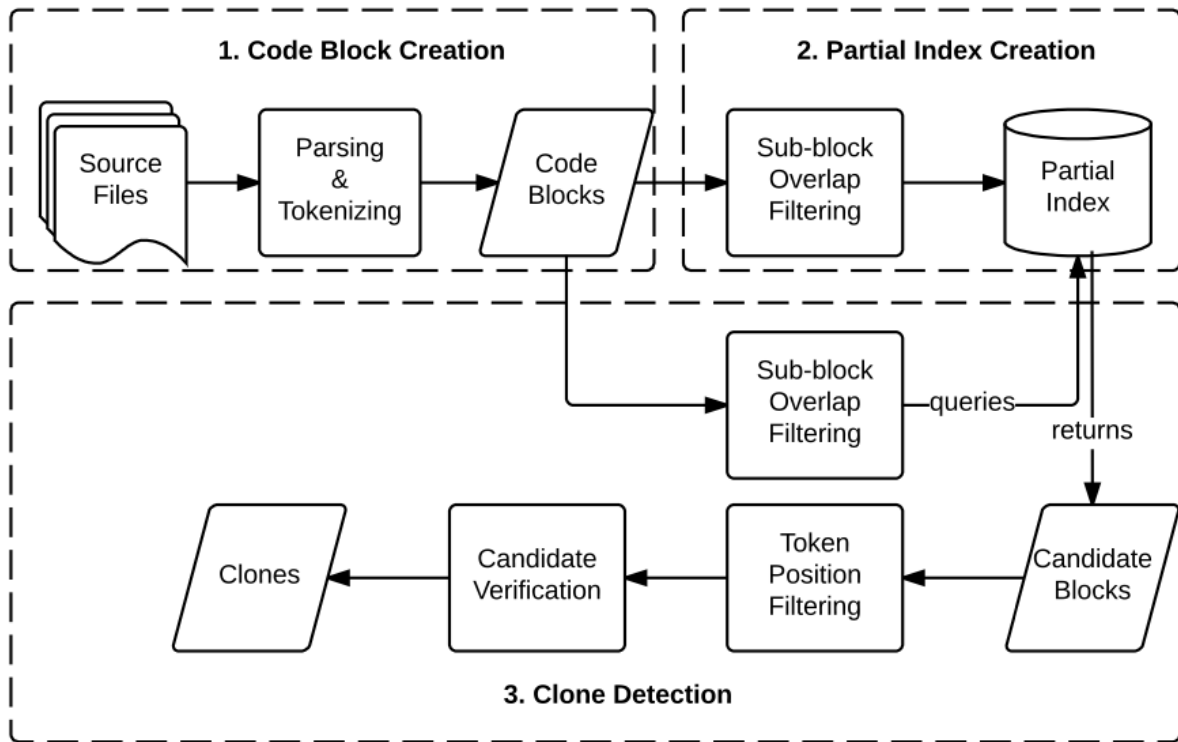 1. Code Block Creation
2. Partial Index Creation
Source
Files
Parsing
&
Tokenizing
Code
Blocks
Sub-block
Overlap
Filtering
Partial
Index
Sub-block
Overlap
Filtering
queries
returns
Clones
Candidate
Verification
Token
Position
Filtering
Candidate
Blocks
3. Clone Detection